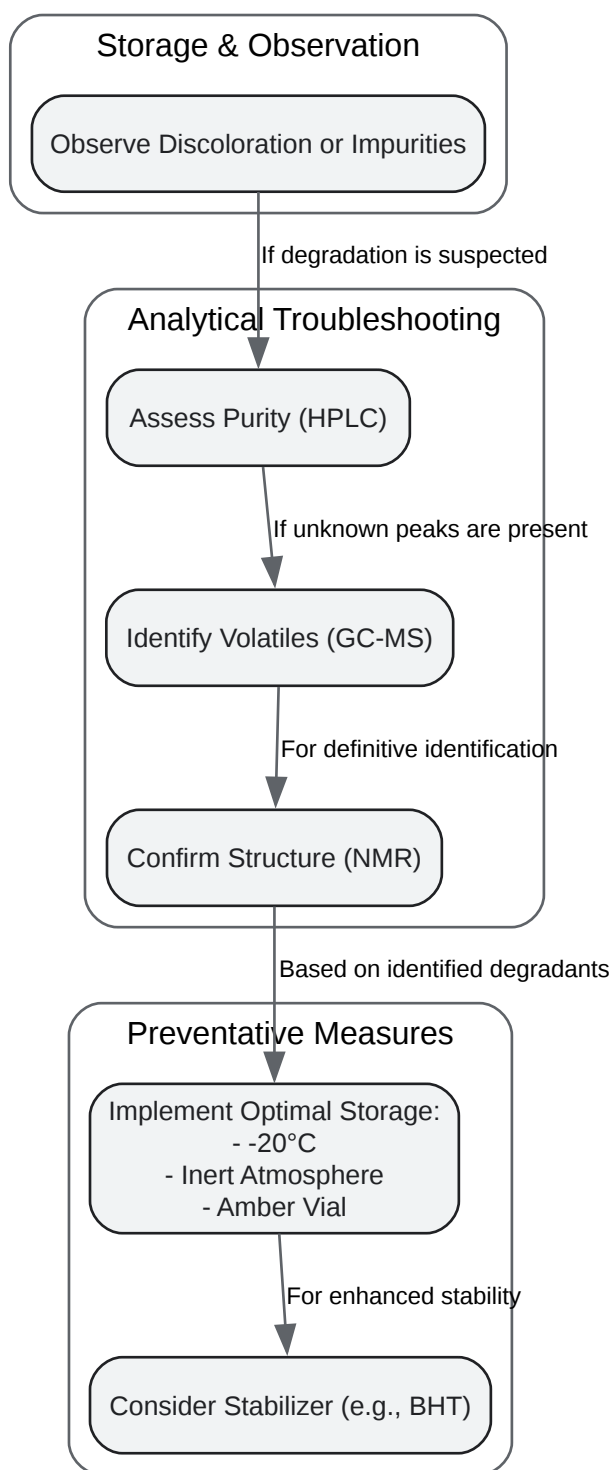 Storage & Observation
Observe Discoloration or Impurities
If degradation is suspected
Analytical Troubleshooting
Assess Purity (HPLC)
If unknown peaks are present
Identify Volatiles (GC-MS)
For definitive identification
Confirm Structure (NMR)
Based on identified degradants
Preventative Measures
Implement Optimal Storage:
- -20°C
- Inert Atmosphere
- Amber Vial
For enhanced stability
Consider Stabilizer (e.g., BHT)